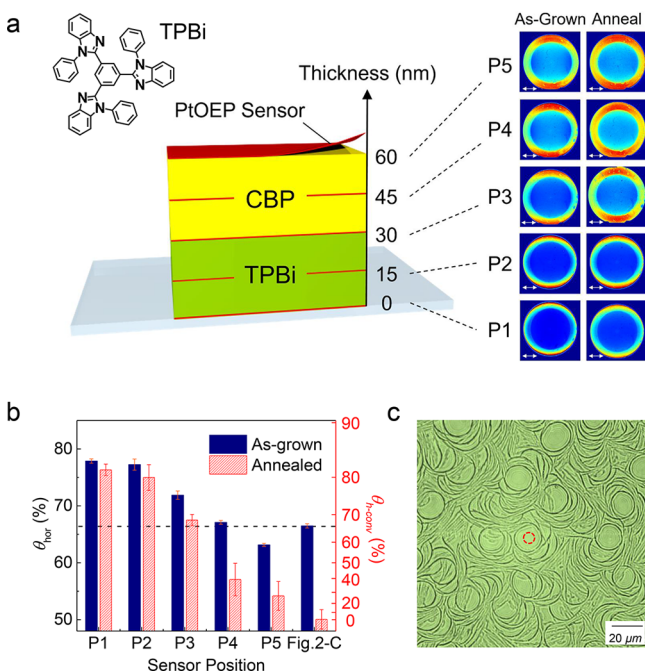 a
TPBi
N
N
N
N
N
N
PtOEP Sensor
Thickness (nm)
60
45
30
15
0
CBP
TPBi
As-Grown Anneal
P5
P4
P3
P2
P1
b
80
70
60
50
θhor (%)
As-grown
Annealed
90
80
70
60
50
40
20
0
θh-conv (%)
P1 P2 P3 P4 P5 Fig.2-C
Sensor Position
c
20 µm